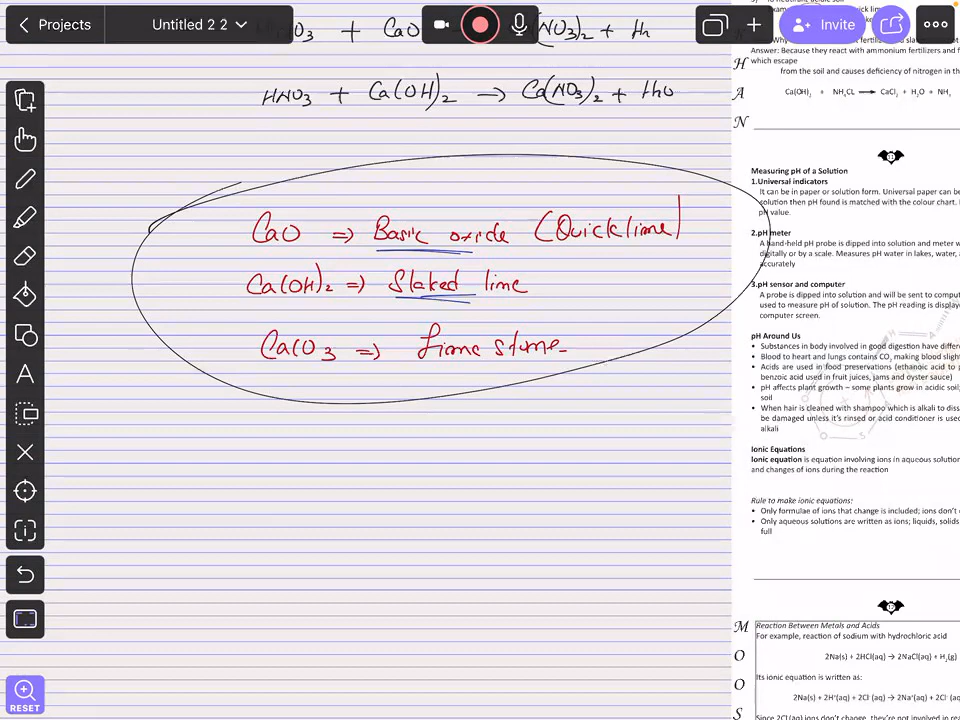 Projects
Untitled 2 2
Invite
CaO
(NO3)2 + H
HNO3 + Ca(OH)2 → Ca(NO3)2 + H2O
CaO ⇒ Basic oxide (Quicklime)
Ca(OH)2 ⇒ Slaked lime
CaCO3 ⇒ Lime stone
RESET
Answer: Because they react with ammonium fertilizers and f
which escape
from the soil and causes deficiency of nitrogen in th
Ca(OH)2 + NH4CL → CaCl2 + H2O + NH3
H
A
N
Measuring pH of a Solution
1.Universal indicators
It can be in paper or solution form. Universal paper can be
solution then pH found is matched with the colour chart.
pH value.
2.pH meter
A hand-held pH probe is dipped into solution and meter w
digitally or by a scale. Measures pH water in lakes, water,
accurately
3.pH sensor and computer
A probe is dipped into solution and will be sent to comput
used to measure pH of solution. The pH reading is displaye
computer screen.
pH Around Us
• Substances in body involved in good digestion have differ
• Blood to heart and lungs contains CO2 making blood slight
• Acids are used in food preservations (ethanoic acid to p
benzoic acid used in fruit juices, jams and oyster sauce)
• pH affects plant growth – some plants grow in acidic soil;
soil
• When hair is cleaned with shampoo which is alkali to diss
be damaged unless it's rinsed or acid conditioner is used
alkali
Ionic Equations
Ionic equation is equation involving ions in aqueous solution
and changes of ions during the reaction
Rule to make ionic equations:
• Only formulae of ions that change is included; ions don't
• Only aqueous solutions are written as ions; liquids, solids
full
M
O
O
S
Reaction Between Metals and Acids
For example, reaction of sodium with hydrochloric acid
2Na(s) + 2HCl(aq) → 2NaCl(aq) + H2(g)
Its ionic equation is written as:
2Na(s) + 2H+(aq) + 2Cl-(aq) → 2Na+(aq) + 2Cl-
Since 2Cl-(aq) ions don't change, they're not involved in rea